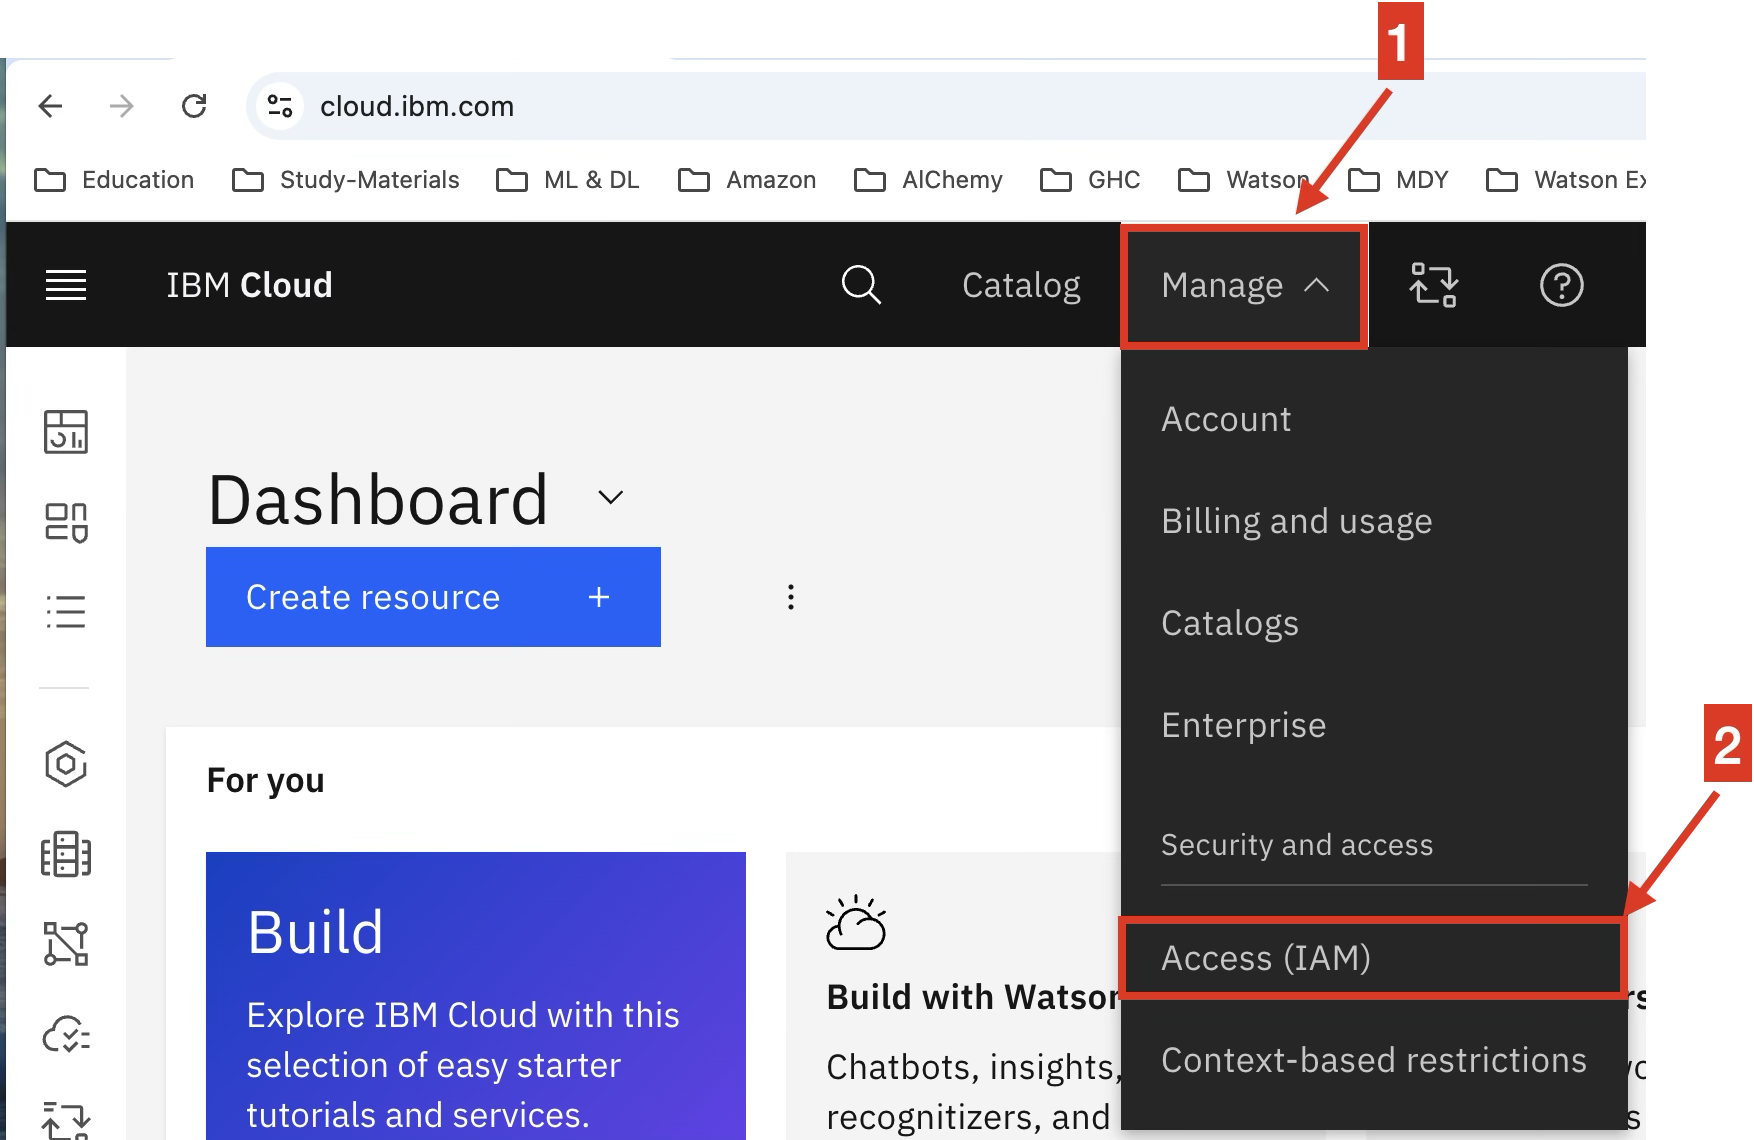 1
cloud.ibm.com
Education Study-Materials ML & DL Amazon AIChemy GHC Watson MDY Watson Ex
IBM Cloud Catalog Manage
Account
Dashboard
Billing and usage
Create resource +
Catalogs
Enterprise
2
For you
Security and access
Build
Access (IAM)
Build with Watson rs
Explore IBM Cloud with this
selection of easy starter
tutorials and services.
Context-based restrictions
Chatbots, insights,
recognitizers, and s